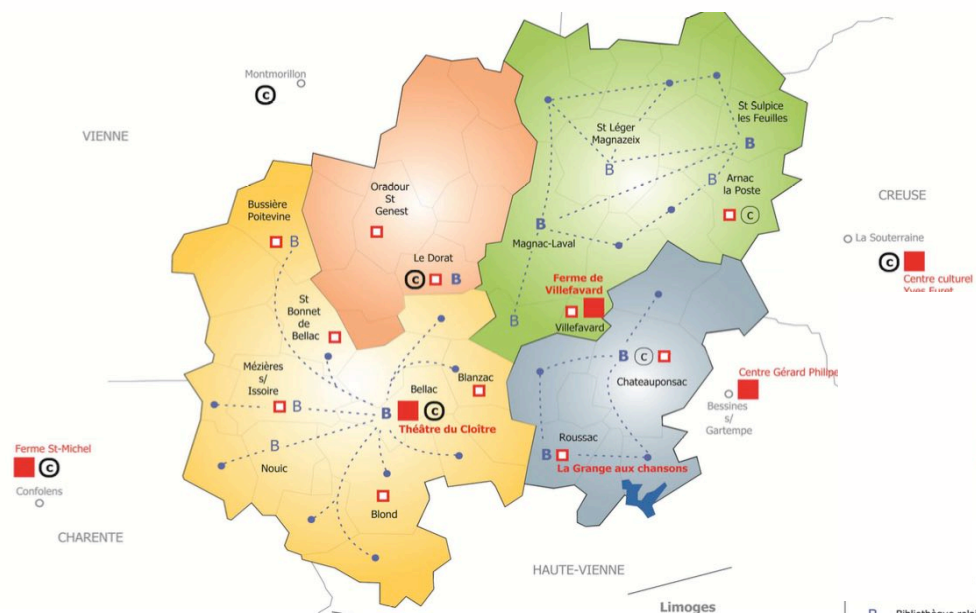 Montmorillon
C
VIENNE
St Sulpice
les Feuilles
St Léger
Magnazeix
B
B
Arnac
la Poste
B
C
CREUSE
Oradour
St
Genest
Bussière
Poitevine
B
B
Magnac-Laval
La Souterraine
C
Centre culturel
Yves Furet
Le Dorat
C
B
Ferme de
Villefavard
Villefavard
B
St
Bonnet
de
Bellac
B
C
Chateauponsac
Centre Gérard Philipe
Bessines
s/
Gartempe
Mézières
s/
Issoire
B
Bellac
Blanzac
B
C
Théâtre du Cloître
B
Nouic
Roussac
B
La Grange aux chansons
Ferme St-Michel
C
Confolens
Blond
CHARENTE
HAUTE-VIENNE
Limoges
B